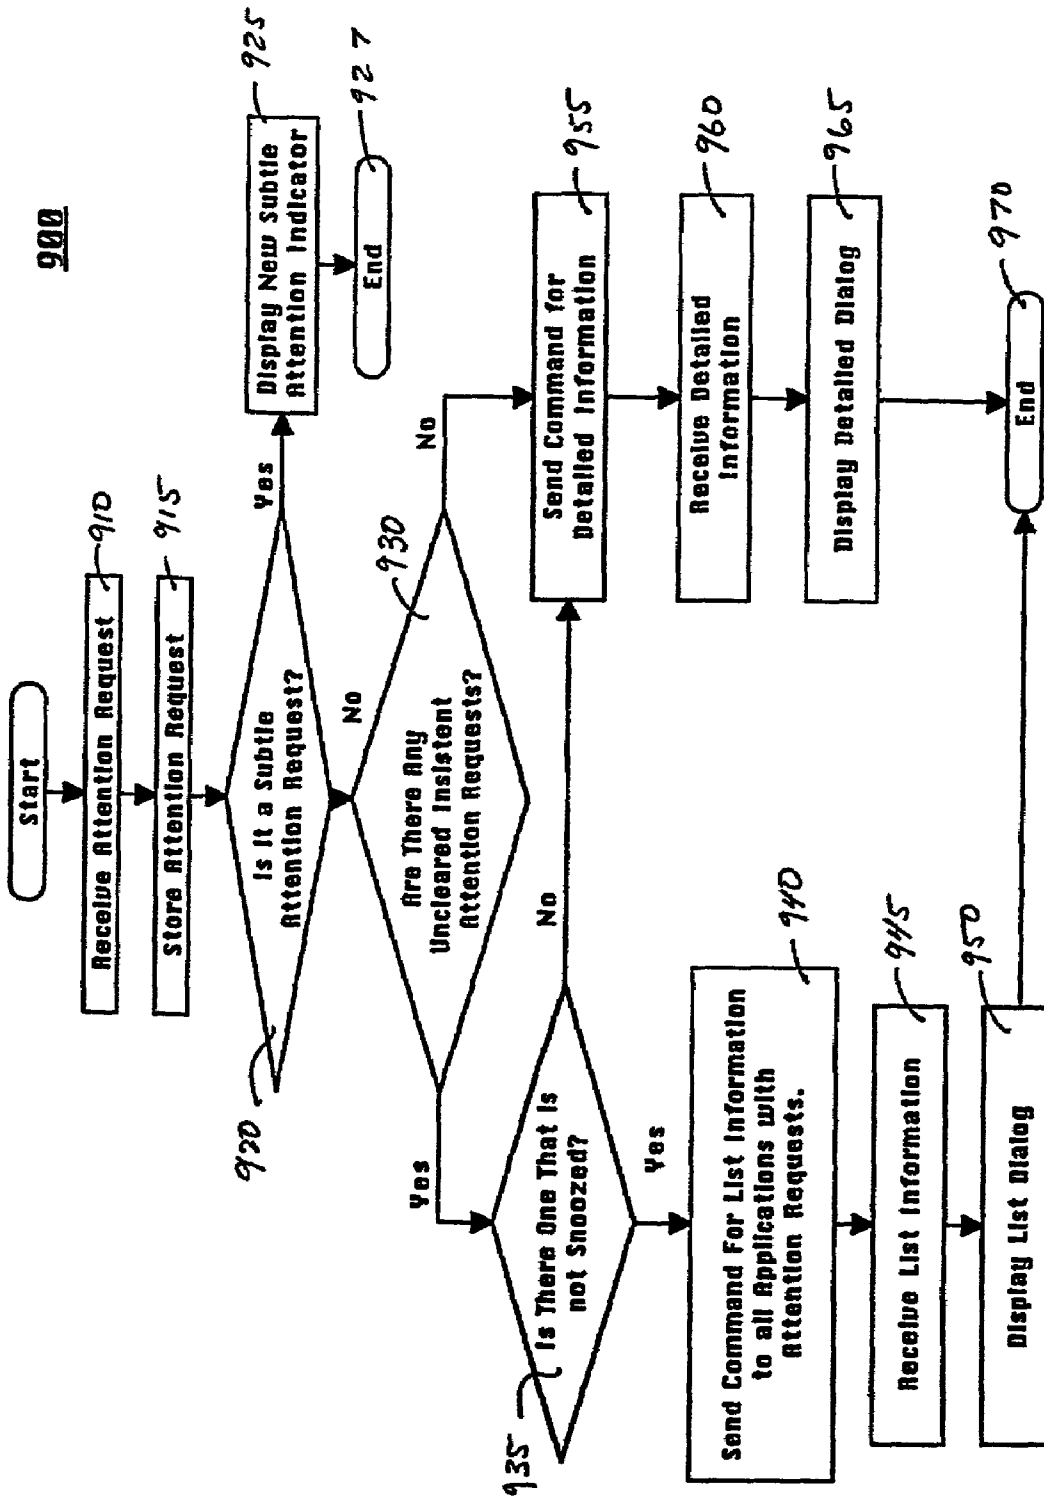 900
Start
Receive Attention Request
910
Store Attention Request
915
Is It a Subtle
Attention Request?
920
Yes
Display New Subtle
Attention Indicator
925
End
927
No
Are There Any
Uncleared Insistent
Attention Requests?
930
No
Yes
Is There One That Is
not Snoozed?
935
No
Yes
Send Command for
Detailed Information
955
Receive Detailed
Information
960
Display Detailed Dialog
965
Send Command For List Information
to all Applications with
Attention Requests.
940
Receive List Information
945
Display List Dialog
950
End
970